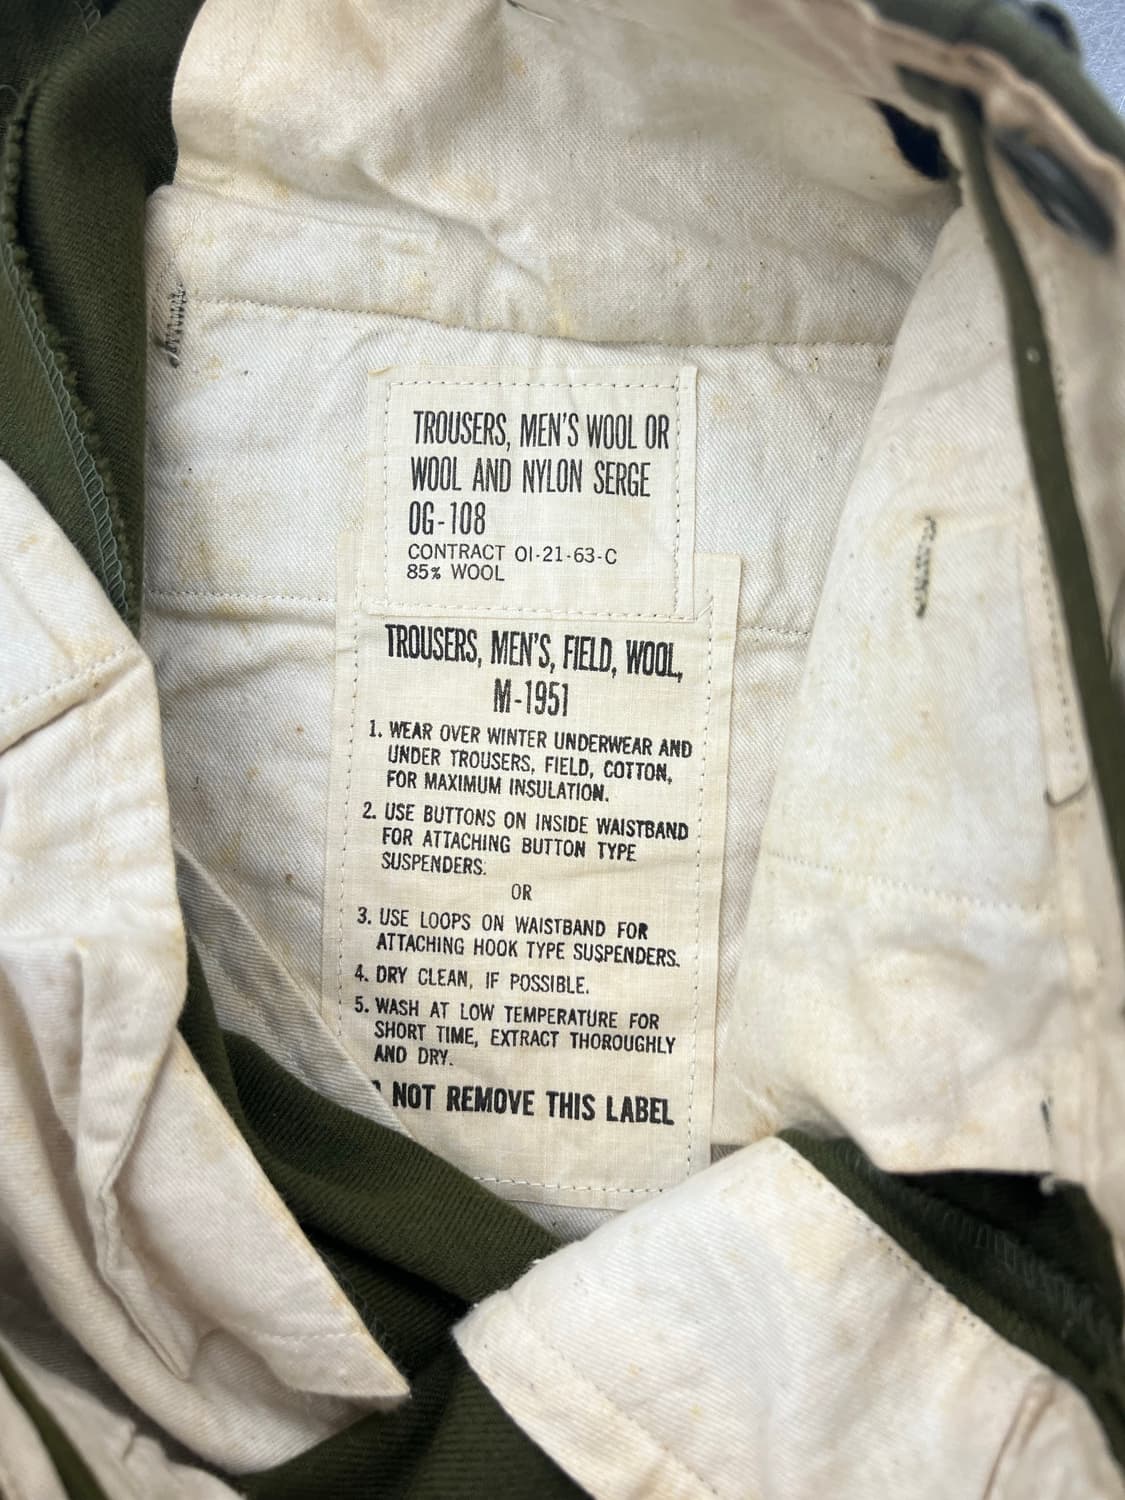 TROUSERS, MEN'S WOOL OR
WOOL AND NYLON SERGE
OG-108
CONTRACT OI-21-63-C
85% WOOL
TROUSERS, MEN'S, FIELD, WOOL,
M-1951
1. WEAR OVER WINTER UNDERWEAR AND
UNDER TROUSERS, FIELD, COTTON,
FOR MAXIMUM INSULATION.
2. USE BUTTONS ON INSIDE WAISTBAND
FOR ATTACHING BUTTON TYPE
SUSPENDERS.
OR
3. USE LOOPS ON WAISTBAND FOR
ATTACHING HOOK TYPE SUSPENDERS.
4. DRY CLEAN, IF POSSIBLE.
5. WASH AT LOW TEMPERATURE FOR
SHORT TIME, EXTRACT THOROUGHLY
AND DRY.
NOT REMOVE THIS LABEL